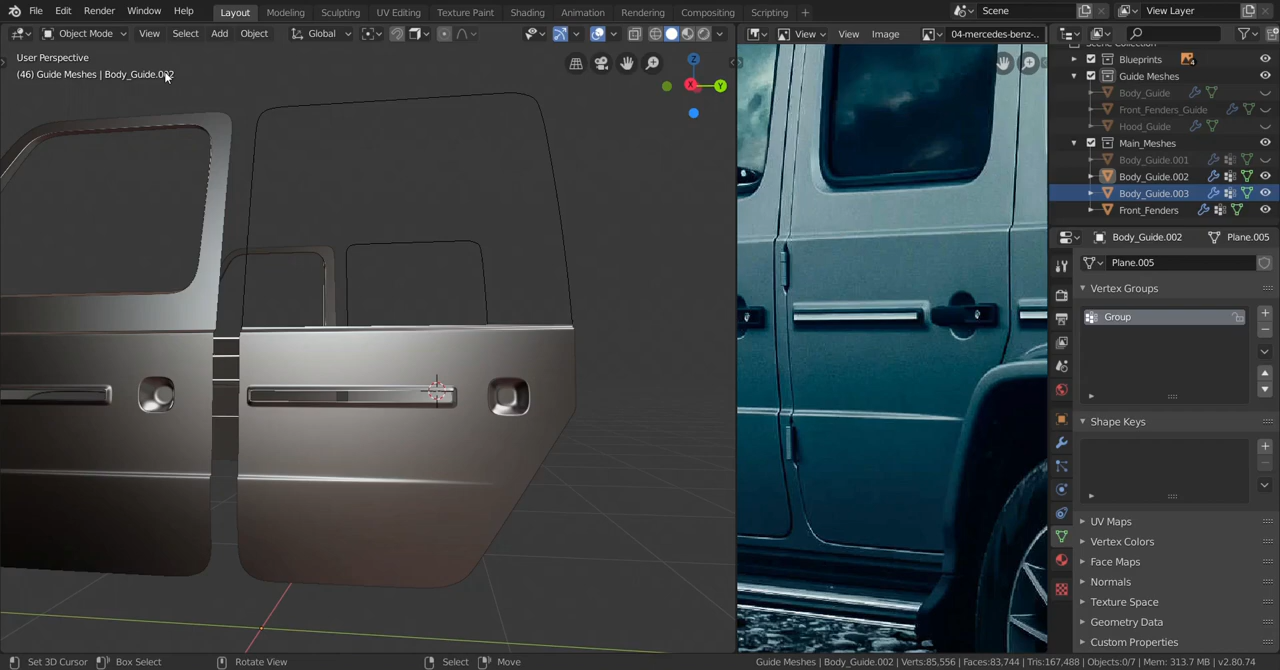 File Edit Render Window Help Layout Modeling Sculpting UV Editing Texture Paint Shading Animation Rendering Compositing Scripting + Scene View Layer
Object Mode View Select Add Object Global View View Image 04-mercedes-benz-..
User Perspective
(46) Guide Meshes | Body_Guide.002
Z
X
Y
Blueprints 4
Guide Meshes
Body_Guide
Front_Fenders_Guide
Hood_Guide
Main_Meshes
Body_Guide.001
Body_Guide.002
Body_Guide.003
Front_Fenders
Body_Guide.002 Plane.005
Plane.005
Vertex Groups
Group
Shape Keys
UV Maps
Vertex Colors
Face Maps
Normals
Texture Space
Geometry Data
Custom Properties
Set 3D Cursor Box Select Rotate View Select Move Guide Meshes | Body_Guide.002 | Verts:85,556 | Faces:83,744 | Tris:167,488 | Objects:0/7 | Mem: 313.7 MB | v2.80.74